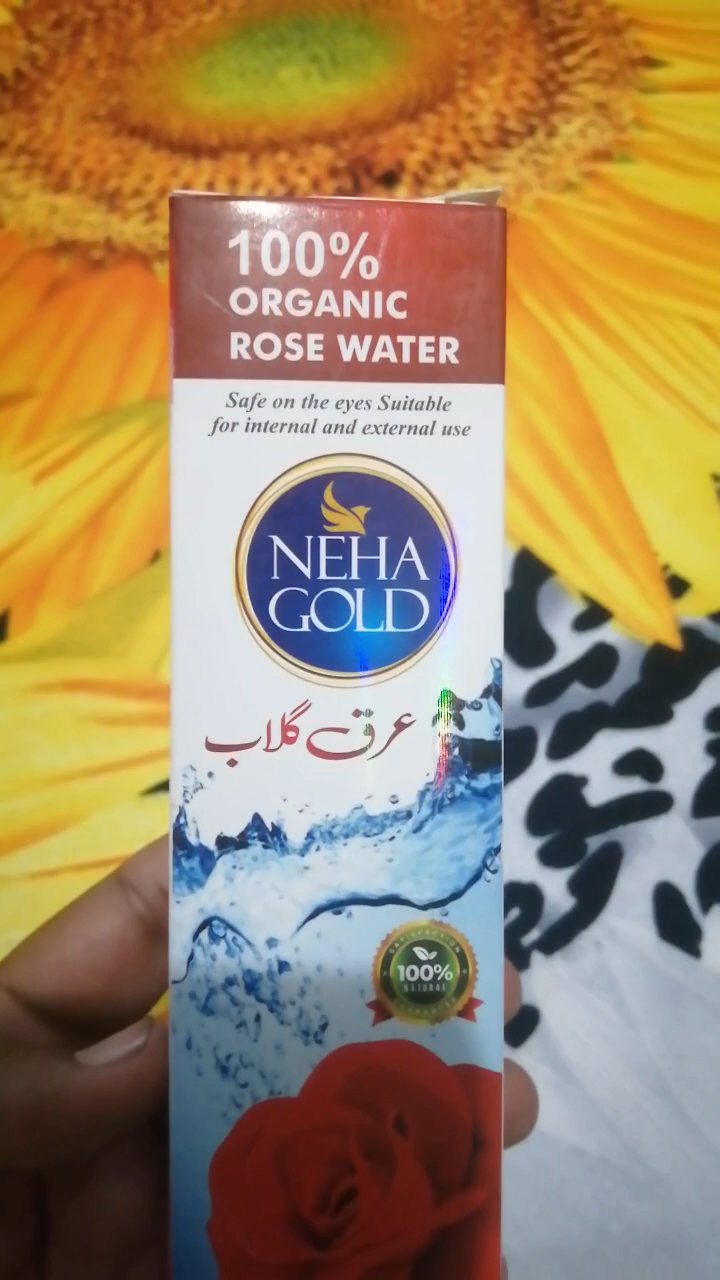 100%
ORGANIC
ROSE WATER
Safe on the eyes Suitable
for internal and external use
NEHA
GOLD
عرق گلاب
SATISFACTION
100%
NATURAL